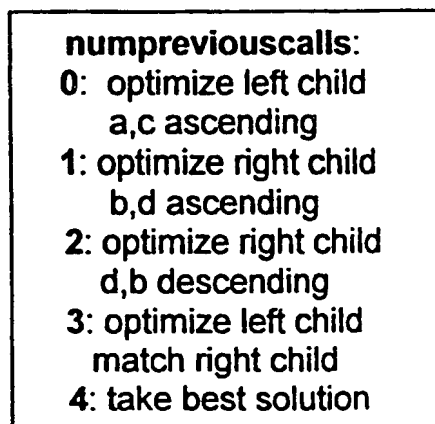 numpreviouscalls:
0: optimize left child
a,c ascending
1: optimize right child
b,d ascending
2: optimize right child
d,b descending
3: optimize left child
match right child
4: take best solution